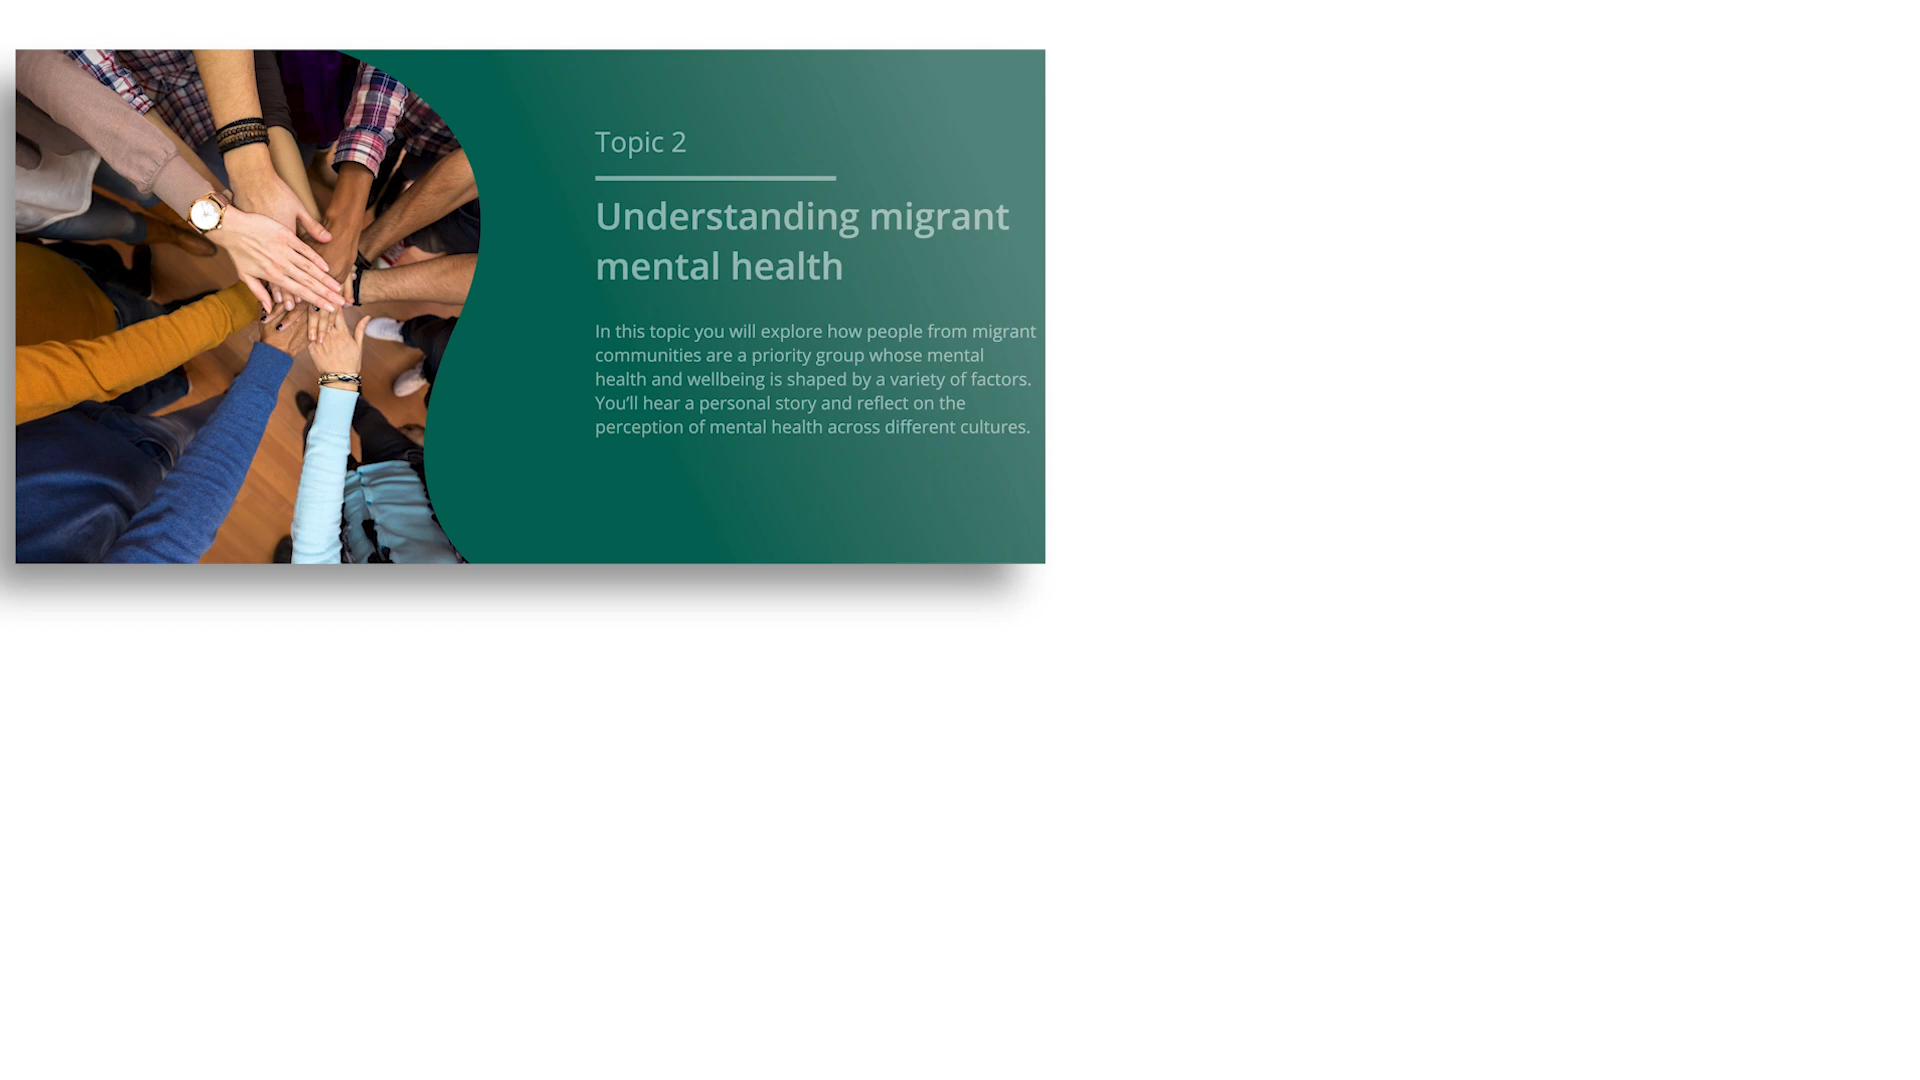 Topic 2
Understanding migrant
mental health
In this topic you will explore how people from migrant
communities are a priority group whose mental
health and wellbeing is shaped by a variety of factors.
You’ll hear a personal story and reflect on the
perception of mental health across different cultures.